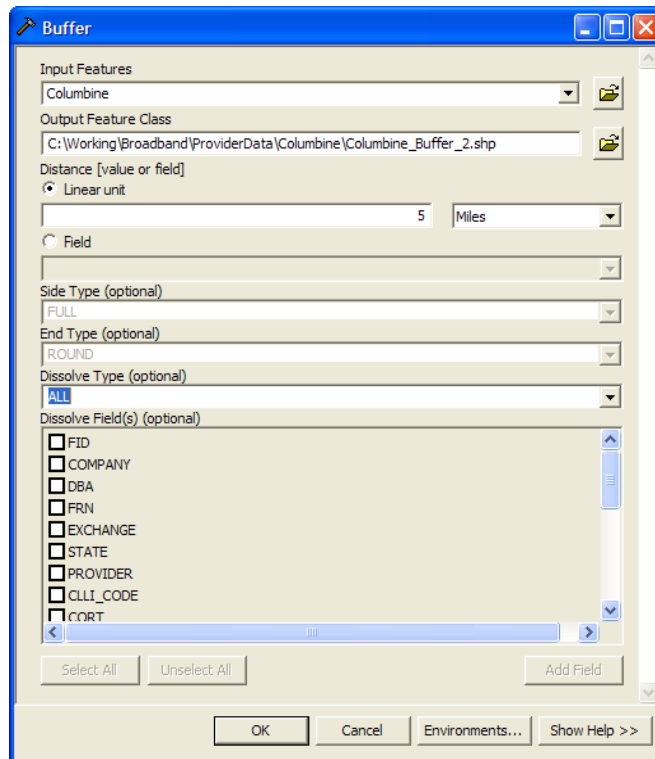 Buffer
Input Features
Columbine
Output Feature Class
C:\Working\Broadband\ProviderData\Columbine\Columbine_Buffer_2.shp
Distance [value or field]
Linear unit
5 Miles
Field
Side Type (optional)
FULL
End Type (optional)
ROUND
Dissolve Type (optional)
ALL
Dissolve Field(s) (optional)
FID
COMPANY
DBA
FRN
EXCHANGE
STATE
PROVIDER
CLLI_CODE
CORT
Select All Unselect All Add Field
OK Cancel Environments... Show Help >>